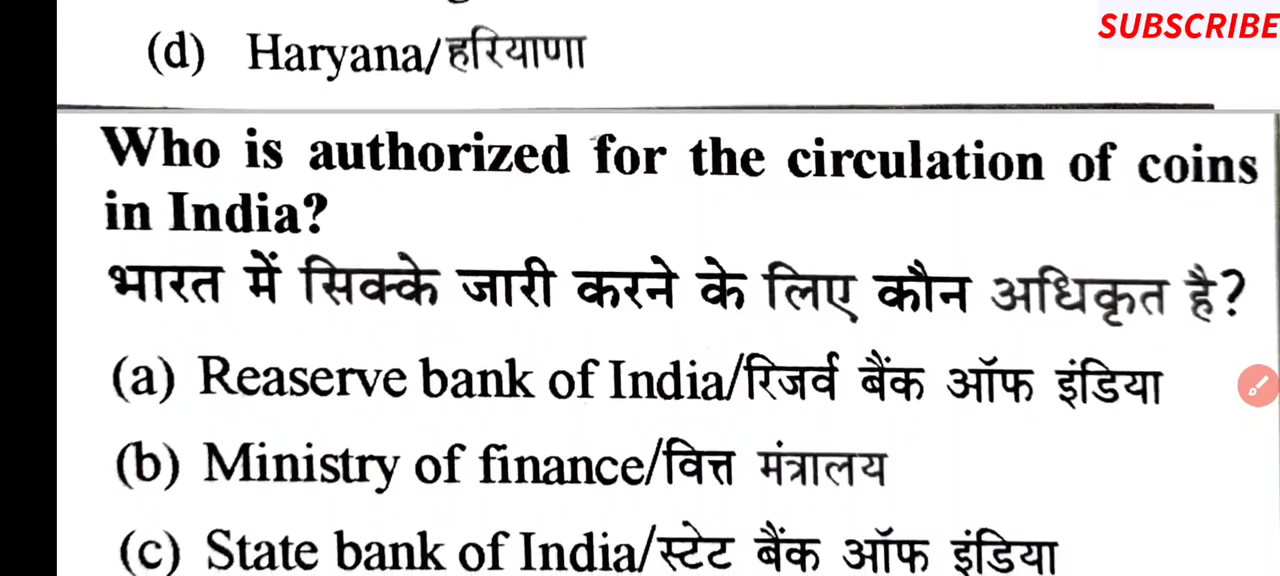 SUBSCRIBE
(d) Haryana/हरियाणा
Who is authorized for the circulation of coins
in India?
भारत में सिक्के जारी करने के लिए कौन अधिकृत है?
(a) Reaserve bank of India/रिजर्व बैंक ऑफ इंडिया
(b) Ministry of finance/वित्त मंत्रालय
(c) State bank of India/स्टेट बैंक ऑफ इंडिया